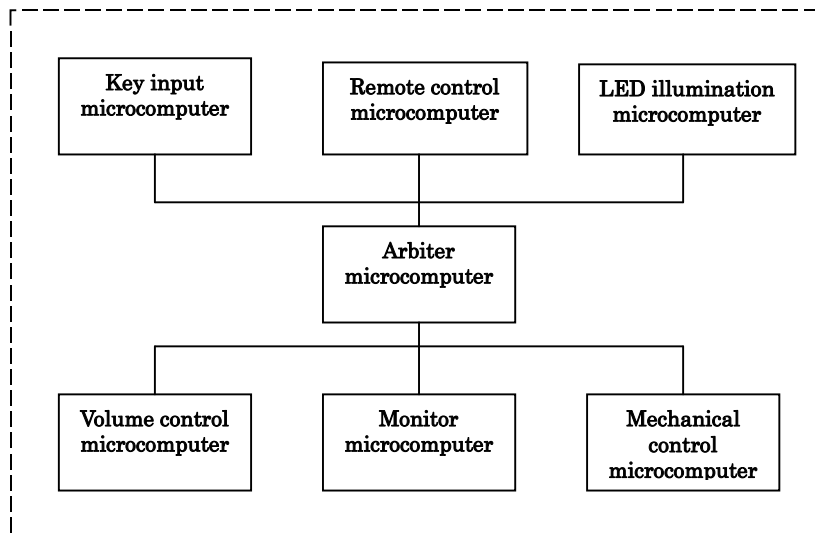 Key input
microcomputer
Remote control
microcomputer
LED illumination
microcomputer
Arbiter
microcomputer
Volume control
microcomputer
Monitor
microcomputer
Mechanical
control
microcomputer